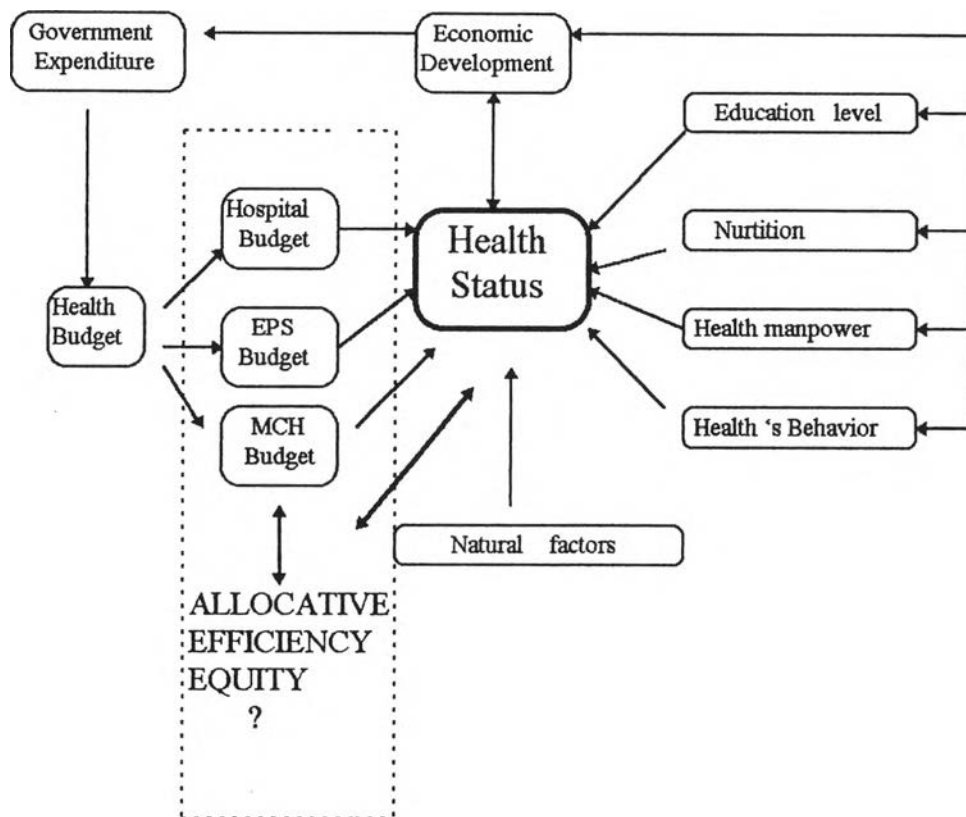 Government
Expenditure
Economic
Development
Education level
Hospital
Budget
Health
Status
Nurtition
Health
Budget
EPS
Budget
Health manpower
MCH
Budget
Health ‘s Behavior
Natural factors
ALLOCATIVE
EFFICIENCY
EQUITY
?